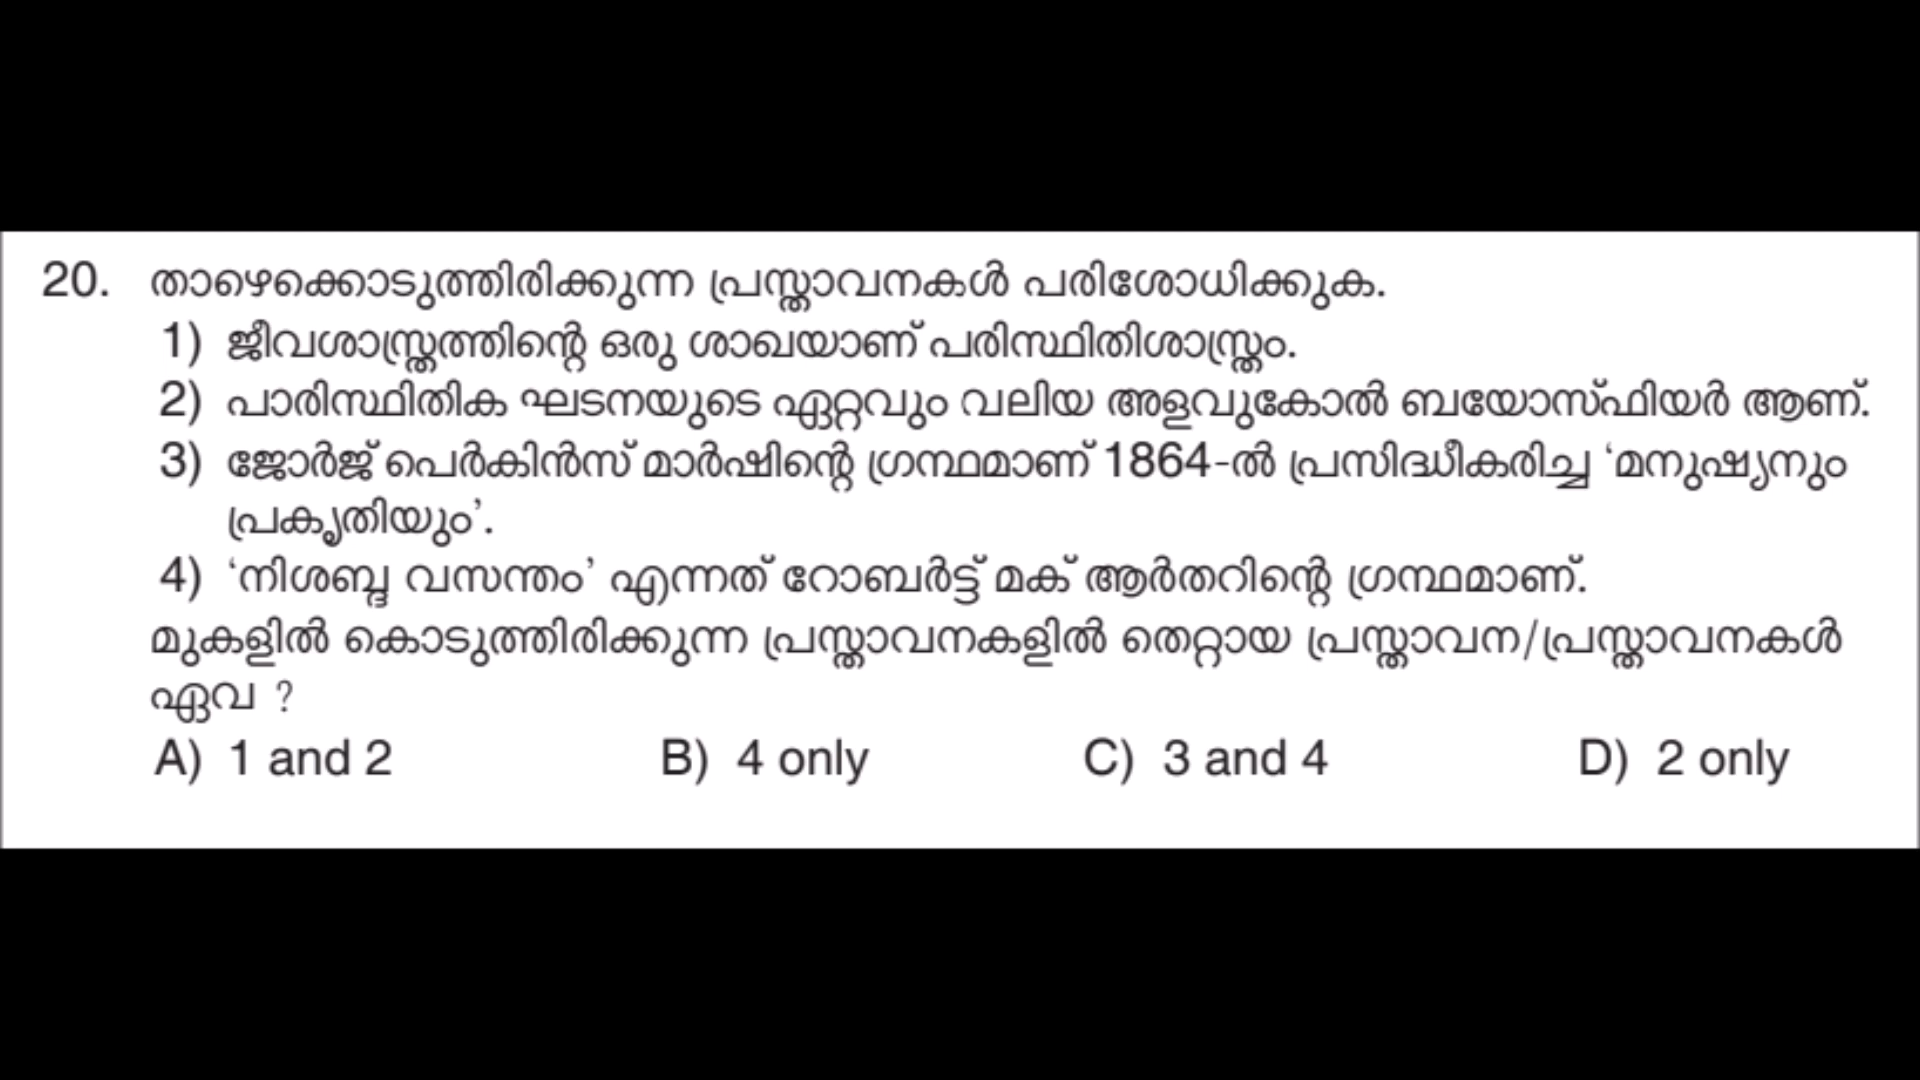 20. താഴെക്കൊടുത്തിരിക്കുന്ന പ്രസ്താവനകൾ പരിശോധിക്കുക.
1) ജീവശാസ്ത്രത്തിന്റെ ഒരു ശാഖയാണ് പരിസ്ഥിതിശാസ്ത്രം.
2) പാരിസ്ഥിതിക ഘടനയുടെ ഏറ്റവും വലിയ അളവുകോൽ ബയോസ്ഫിയർ ആണ്.
3) ജോർജ് പെർകിൻസ് മാർഷിന്റെ ഗ്രന്ഥമാണ് 1864-ൽ പ്രസിദ്ധീകരിച്ച ‘മനുഷ്യനും
പ്രകൃതിയും’.
4) ‘നിശബ്ദ വസന്തം’ എന്നത് റോബർട്ട് മക് ആർതറിന്റെ ഗ്രന്ഥമാണ്.
മുകളിൽ കൊടുത്തിരിക്കുന്ന പ്രസ്താവനകളിൽ തെറ്റായ പ്രസ്താവന/പ്രസ്താവനകൾ
ഏവ ?
A) 1 and 2 B) 4 only C) 3 and 4 D) 2 only